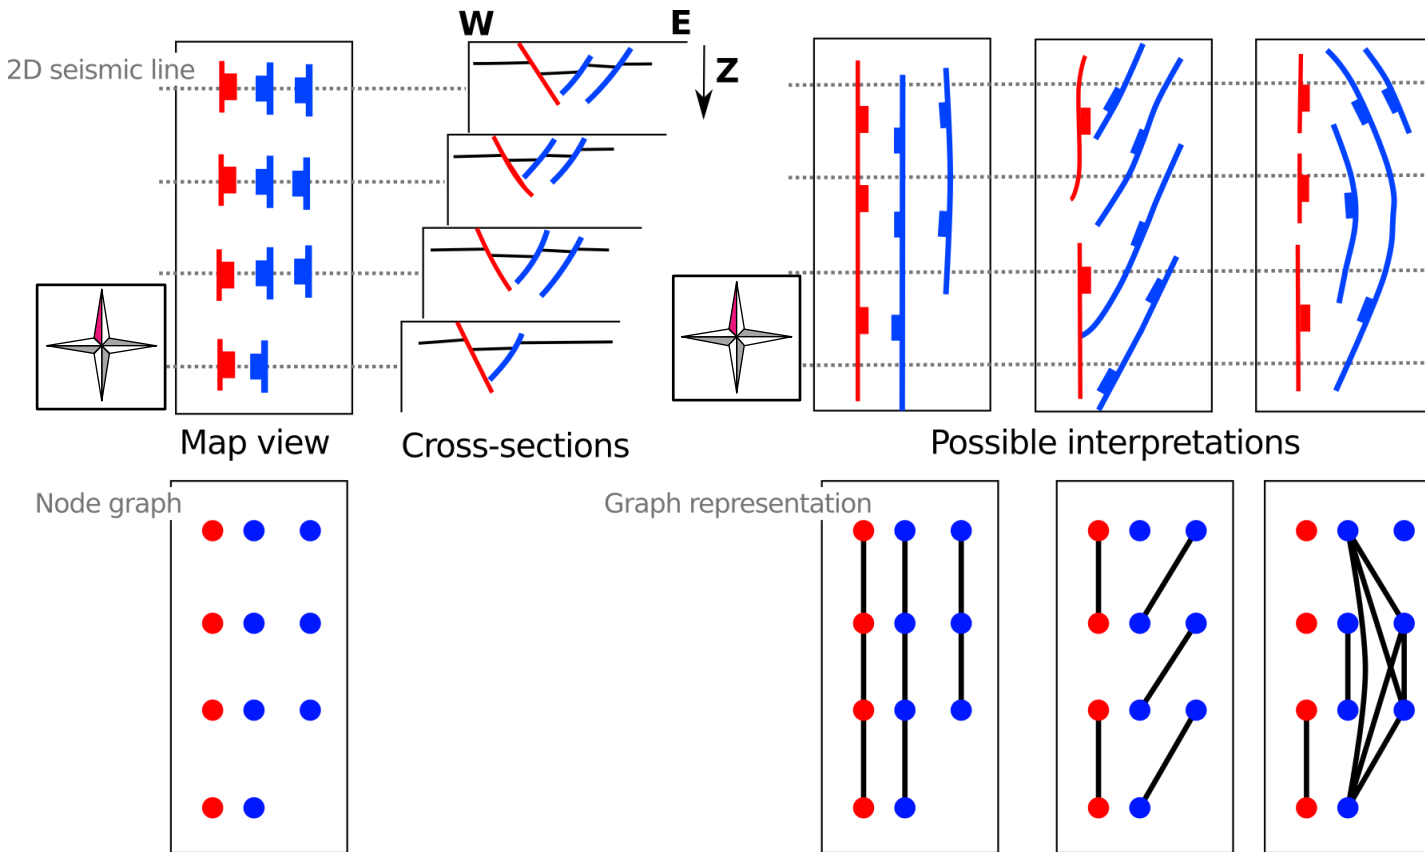 W
E
2D seismic line
Z
Map view
Cross-sections
Possible interpretations
Node graph
Graph representation